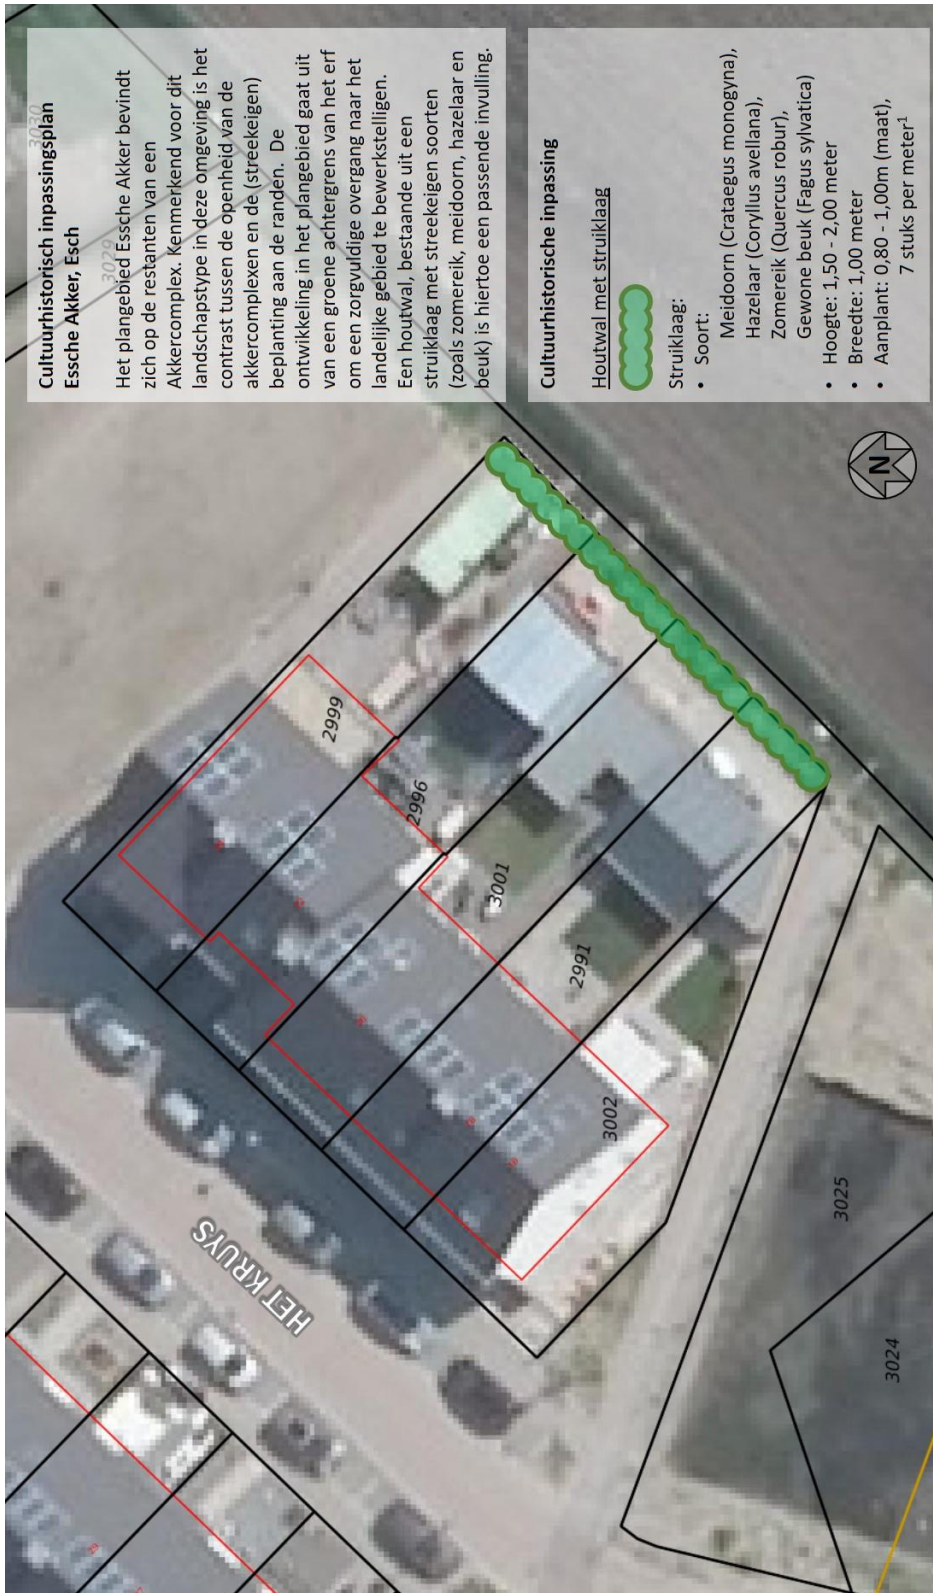 Cultuurhistorisch inpassingsplan
Essche Akker, Esch
Het plangebied Essche Akker bevindt
zich op de restanten van een
Akkercomplex. Kenmerkend voor dit
landschapstype in deze omgeving is het
contrast tussen de openheid van de
akkercomplexen en de (streekeigen)
beplanting aan de randen. De
ontwikkeling in het plangebied gaat uit
van een groene achtergrens van het erf
om een zorgvuldige overgang naar het
landelijke gebied te bewerkstelligen.
Een houtwal, bestaande uit een
struiklaag met streekeigen soorten
(zoals zomereik, meidoorn, hazelaar en
beuk) is hiertoe een passende invulling.
Cultuurhistorische inpassing
Houtwal met struiklaag
Struiklaag:
• Soort:
Meidoorn (Crataegus monogyna),
Hazelaar (Coryllus avellana),
Zomereik (Quercus robur),
Gewone beuk (Fagus sylvatica)
• Hoogte: 1,50 - 2,00 meter
• Breedte: 1,00 meter
• Aanplant: 0,80 - 1,00m (maat),
7 stuks per meter¹
N
3030
3029
2999
2996
3001
2991
3002
3025
3024
HET KRUYS